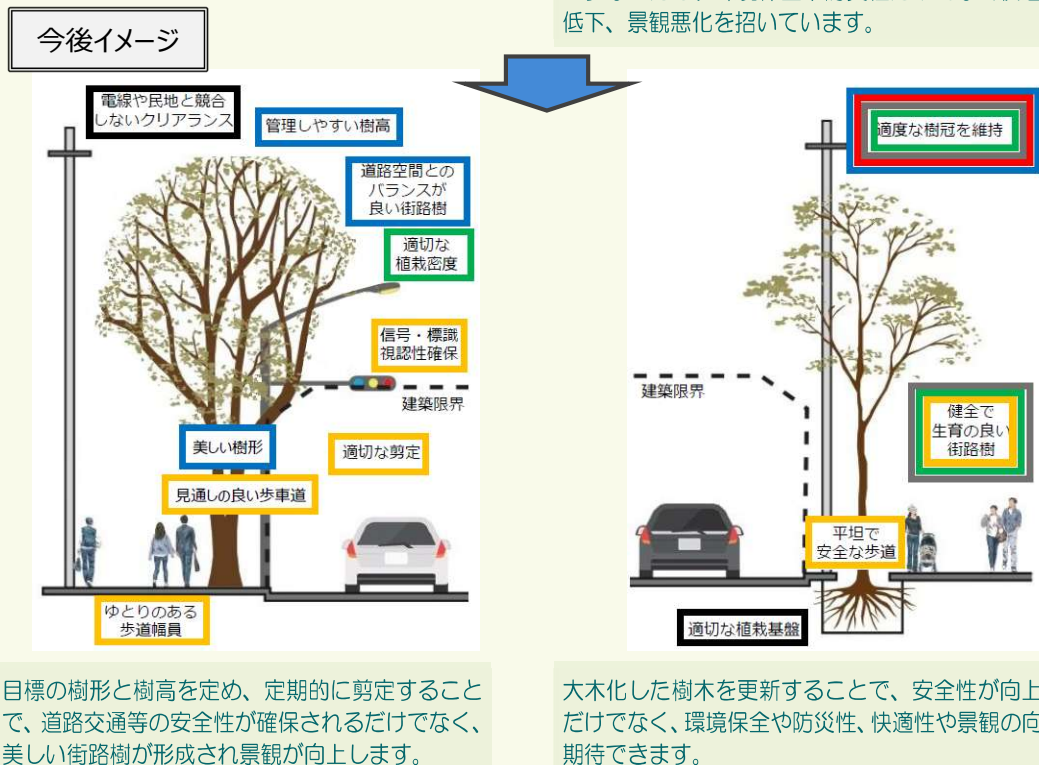 低下、景観悪化を招いています。
今後イメージ
電線や民地と競合
しないクリアランス
管理しやすい樹高
道路空間との
バランスが
良い街路樹
適切な
植栽密度
信号・標識
視認性確保
建築限界
美しい樹形
適切な剪定
見通しの良い歩車道
ゆとりのある
歩道幅員
適度な樹冠を維持
建築限界
健全で
生育の良い
街路樹
平坦で
安全な歩道
適切な植栽基盤
目標の樹形と樹高を定め、定期的に剪定すること
で、道路交通等の安全性が確保されるだけでなく、
美しい街路樹が形成され景観が向上します。
大木化した樹木を更新することで、安全性が向上
だけでなく、環境保全や防災性、快適性や景観の向
期待できます。